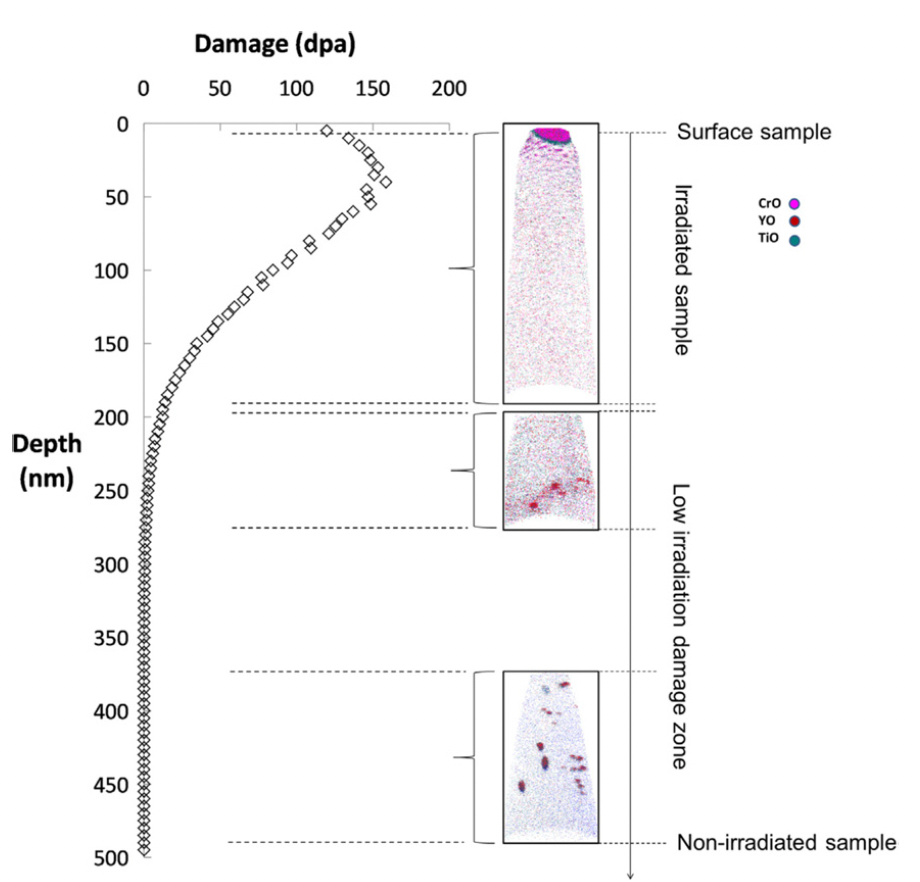 Damage (dpa)
0 50 100 150 200
0
50
100
150
200
250
300
350
400
450
500
Depth
(nm)
Surface sample
Irradiated sample
CrO
YO
TiO
Low irradiation damage zone
Non-irradiated sample